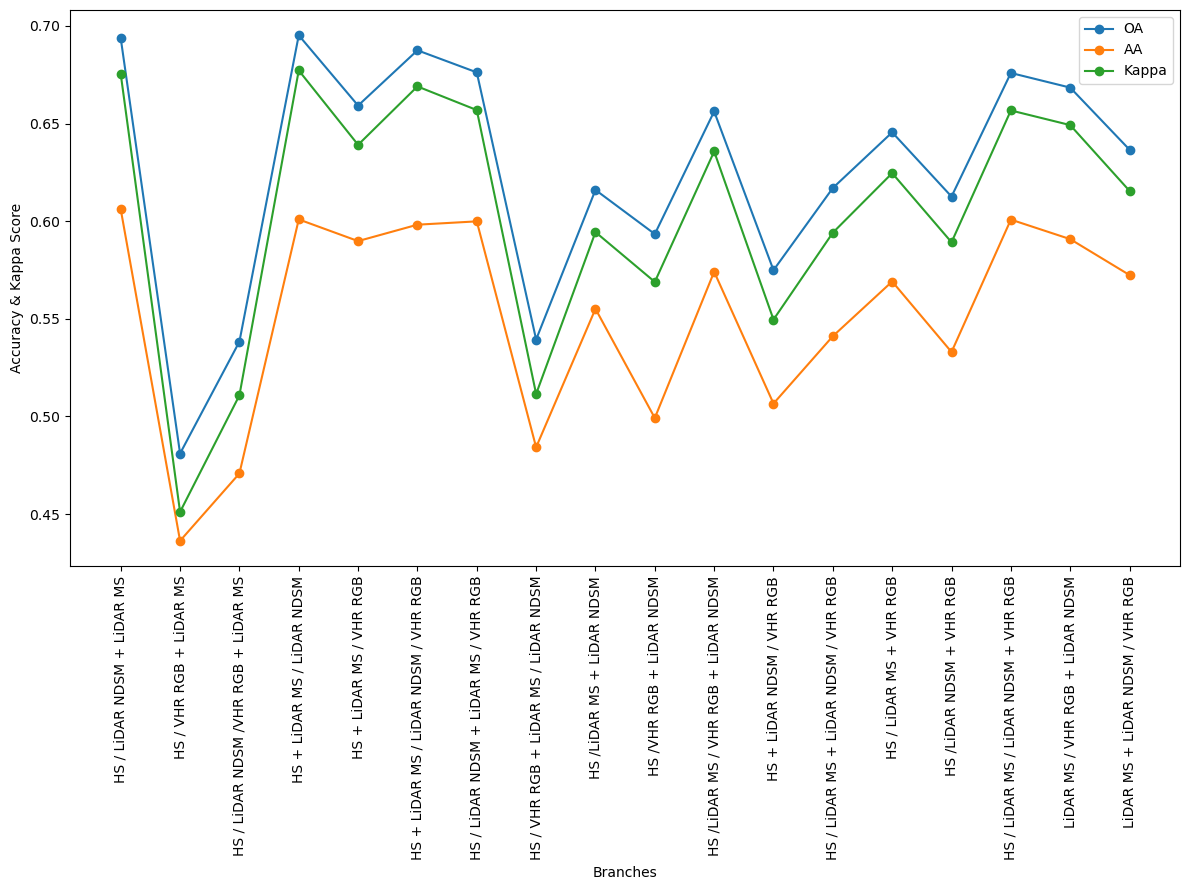 OA
AA
Kappa
Accuracy & Kappa Score
0.70
0.65
0.60
0.55
0.50
0.45
HS / LiDAR NDSM + LiDAR MS
HS / VHR RGB + LiDAR MS
HS / LiDAR NDSM /VHR RGB + LiDAR MS
HS + LiDAR MS / LiDAR NDSM
HS + LiDAR MS / VHR RGB
HS + LiDAR MS / LiDAR NDSM / VHR RGB
HS / LiDAR NDSM + LiDAR MS / VHR RGB
HS / VHR RGB + LiDAR MS / LiDAR NDSM
HS /LiDAR MS + LiDAR NDSM
HS /VHR RGB + LiDAR NDSM
HS /LiDAR MS / VHR RGB + LiDAR NDSM
HS + LiDAR NDSM / VHR RGB
HS / LiDAR MS + LiDAR NDSM / VHR RGB
HS / LiDAR MS + VHR RGB
HS /LiDAR NDSM + VHR RGB
HS / LiDAR MS / LiDAR NDSM + VHR RGB
LiDAR MS / VHR RGB + LiDAR NDSM
LiDAR MS + LiDAR NDSM / VHR RGB
Branches